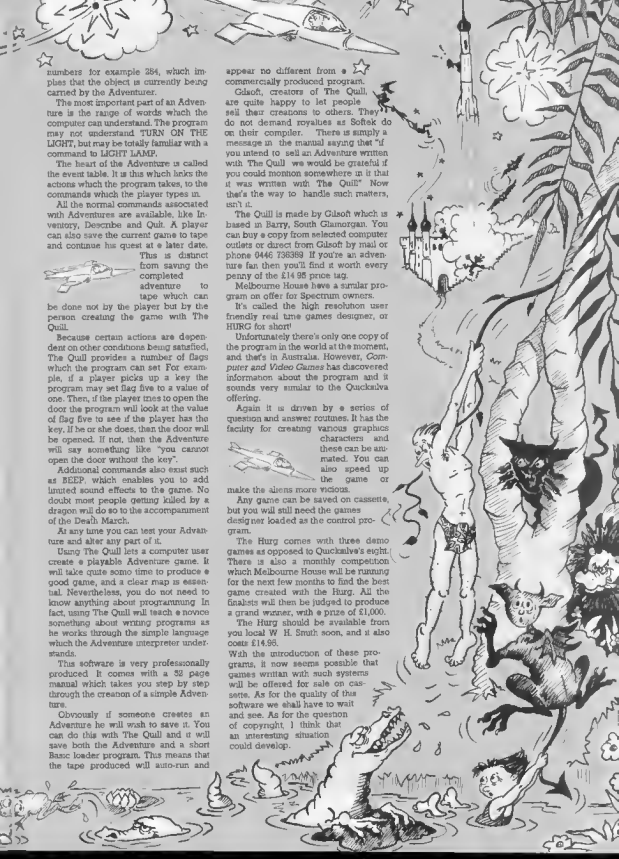 numbers for example 254, which im-
plies that the object is currently being
carried by the Adventurer.
The most important part of an Adven-
ture is the range of words which the
computer can understand. The program
may not understand TURN ON THE
LIGHT, but may be totally familiar with a
command to LIGHT LAMP.
The heart of the Adventure is called
the event table. It is this which links the
actions which the program takes, to the
commands which the player types in.
All the normal commands associated
with Adventures are available, like In-
ventory, Describe and Quit. A player
can also save the current game to tape
and continue his quest at a later date.
This is distinct
from saving the
completed
adventure to
tape which can
be done not by the player but by the
person creating the game with The
Quill.
Because certain actions are depen-
dent on other conditions being satisfied,
The Quill provides a number of flags
which the program can set For exam-
ple, if a player picks up a key the
program may set flag five to a value of
one. Then, if the player tries to open the
door the program will look at the value
of flag five to see if the player has the
key. If he or she does, then the door will
be opened. If not, then the Adventure
will say something like "you cannot
open the door without the key".
Additional commands also exist such
as BEEP, which enables you to add
limited sound effects to the game. No
doubt most people getting killed by a
dragon will do so to the accompaniment
of the Death March.
At any time you can test your Advan-
ture and alter any part of it.
Using The Quill lets a computer user
create a playable Adventure game. It
will take quite some time to produce a
good game, and a clear map is essen-
tial. Nevertheless, you do not need to
know anything about programming In
fact, using The Quill will teach a novice
something about writing programs as
he works through the simple language
which the Adventure interpreter under-
stands.
This software is very professionally
produced It comes with a 52 page
manual which takes you step by step
through the creation of a simple Adven-
ture.
Obviously if someone creates an
Adventure he will wish to save it. You
can do this with The Quill and it will
save both the Adventure and a short
Basic loader program. This means that
the tape produced will auto-run and
appear no different from a
commercially produced program.
Gilsoft, creators of The Quill,
are quite happy to let people
sell their creations to others. They
do not demand royalties as Softek do
on their compiler. There is simply a
message in the manual saying that "if
you intend to sell an Adventure written
with The Quill we would be grateful if
you could mention somewhere in it that
it was written with The Quill" Now
that's the way to handle such matters,
isn't it.
The Quill is made by Gilsoft which is
based in Barry, South Glamorgan. You
can buy a copy from selected computer
outlets or direct from Gilsoft by mail or
phone 0446 736369 If you're an adven-
ture fan then you'll find it worth every
penny of the £14 95 price tag.
Melbourne House have a similar pro-
gram on offer for Spectrum owners.
It's called the high resolution user
friendly real time games designer, or
HURG for short!
Unfortunately there's only one copy of
the program in the world at the moment,
and that's in Australia. However, Com-
puter and Video Games has discovered
information about the program and it
sounds very similar to the Quicksilva
offering.
Again it is driven by a series of
question and answer routines. It has the
facility for creating various graphics
characters and
these can be ani-
mated. You can
also speed up
the game or
make the aliens more vicious.
Any game can be saved on cassette,
but you will still need the games
designer loaded as the control pro-
gram.
The Hurg comes with three demo
games as opposed to Quicksilva's eight.
There is also a monthly competition
which Melbourne House will be running
for the next few months to find the best
game created with the Hurg. All the
finalists will then be judged to produce
a grand winner, with a prize of £1,000.
The Hurg should be available from
you local W H. Smith soon, and it also
costs £14.95.
With the introduction of these pro-
grams, it now seems possible that
games written with such systems
will be offered for sale on cas-
sette. As for the quality of this
software we shall have to wait
and see. As for the question
of copyright, I think that
an interesting situation
could develop.